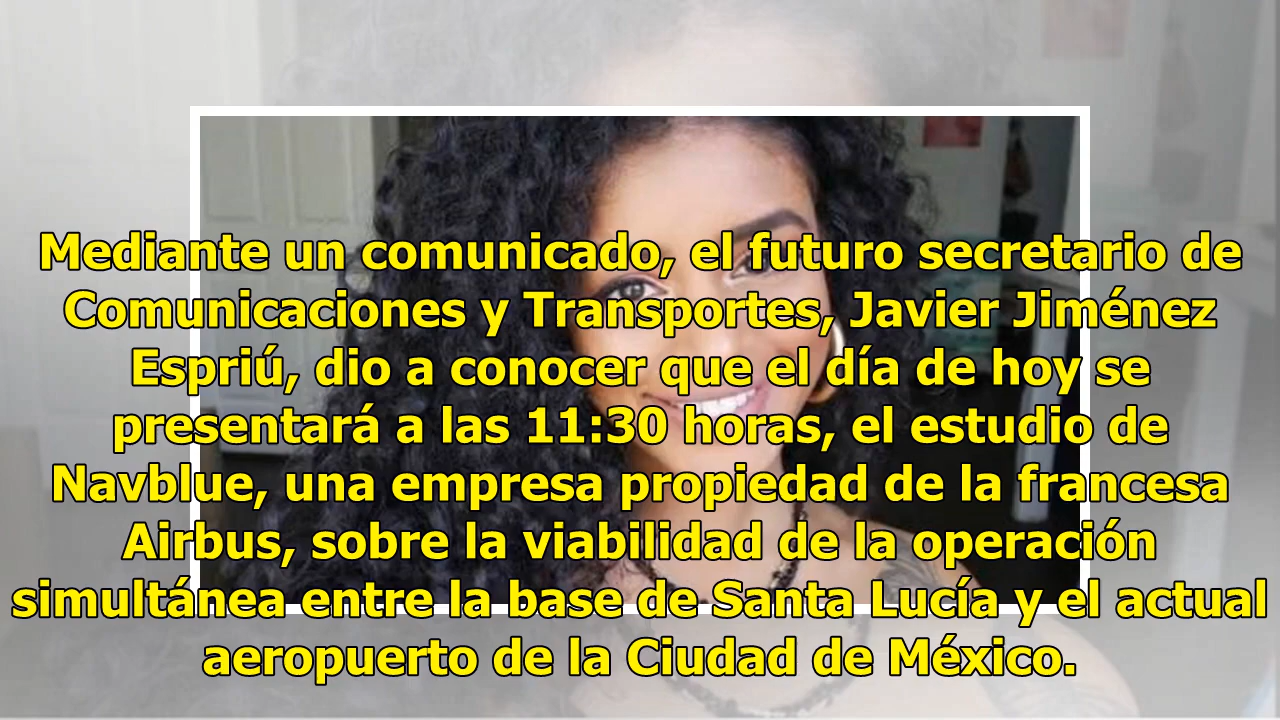 Mediante un comunicado, el futuro secretario de
Comunicaciones y Transportes, Javier Jiménez
Espriú, dio a conocer que el día de hoy se
presentará a las 11:30 horas, el estudio de
Navblue, una empresa propiedad de la francesa
Airbus, sobre la viabilidad de la operación
simultánea entre la base de Santa Lucía y el actual
aeropuerto de la Ciudad de México.